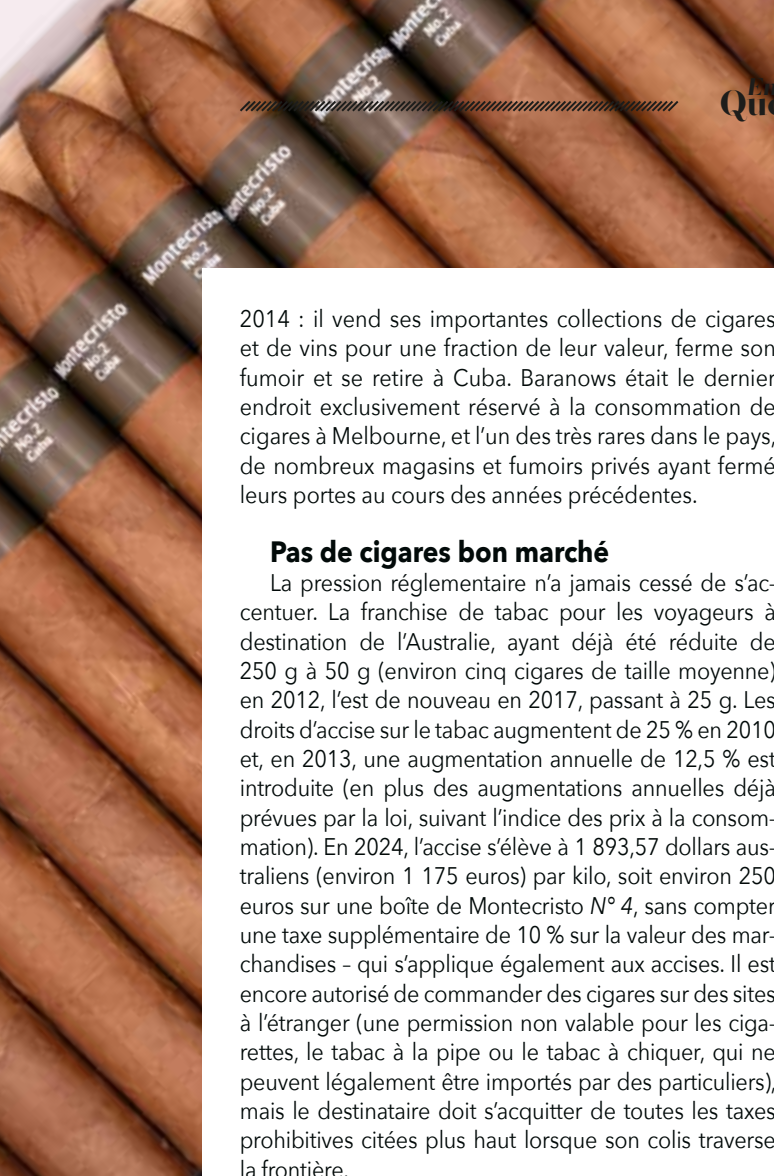 Montecristo
No.2
Cuba
Montecristo
No.2
Cuba
Montecristo
No.2
Cuba
2014 : il vend ses importantes collections de cigares
et de vins pour une fraction de leur valeur, ferme son
fumoir et se retire à Cuba. Baranows était le dernier
endroit exclusivement réservé à la consommation de
cigares à Melbourne, et l’un des très rares dans le pays,
de nombreux magasins et fumoirs privés ayant fermé
leurs portes au cours des années précédentes.
Pas de cigares bon marché
La pression réglementaire n’a jamais cessé de s’ac-
centuer. La franchise de tabac pour les voyageurs à
destination de l’Australie, ayant déjà été réduite de
250 g à 50 g (environ cinq cigares de taille moyenne)
en 2012, l’est de nouveau en 2017, passant à 25 g. Les
droits d’accise sur le tabac augmentent de 25 % en 2010
et, en 2013, une augmentation annuelle de 12,5 % est
introduite (en plus des augmentations annuelles déjà
prévues par la loi, suivant l’indice des prix à la consom-
mation). En 2024, l’accise s’élève à 1 893,57 dollars aus-
traliens (environ 1 175 euros) par kilo, soit environ 250
euros sur une boîte de Montecristo N° 4, sans compter
une taxe supplémentaire de 10 % sur la valeur des mar-
chandises – qui s’applique également aux accises. Il est
encore autorisé de commander des cigares sur des sites
à l’étranger (une permission non valable pour les ciga-
rettes, le tabac à la pipe ou le tabac à chiquer, qui ne
peuvent légalement être importés par des particuliers),
mais le destinataire doit s’acquitter de toutes les taxes
prohibitives citées plus haut lorsque son colis traverse
la frontière.